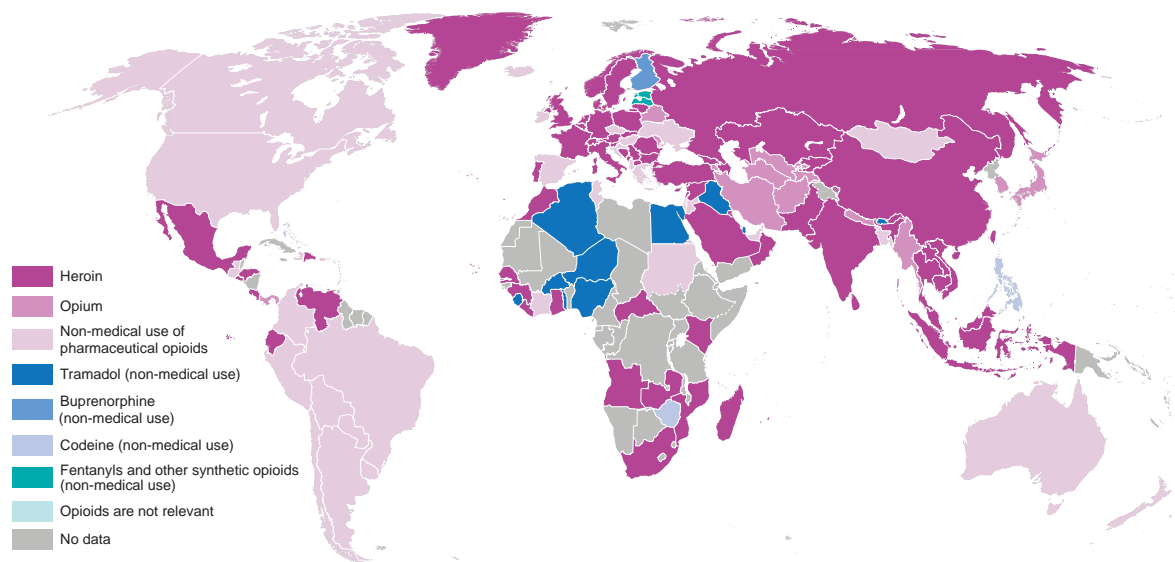 Heroin
Opium
Non-medical use of
pharmaceutical opioids
Tramadol (non-medical use)
Buprenorphine
(non-medical use)
Codeine (non-medical use)
Fentanyls and other synthetic opioids
(non-medical use)
Opioids are not relevant
No data